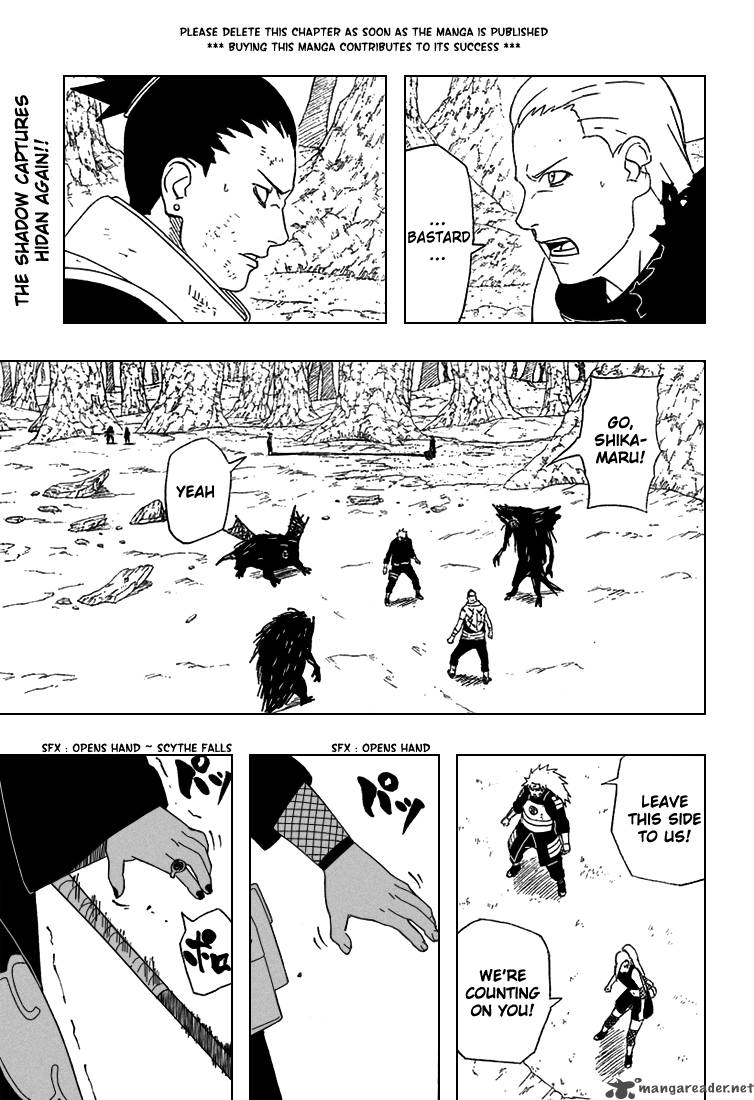 PLEASE DELETE THIS CHAPTER AS SOON AS THE MANGA IS PUBLISHED
*** BUYING THIS MANGA CONTRIBUTES TO ITS SUCCESS ***
...
BASTARD
...
THE SHADOW CAPTURES
HIDAN AGAIN!!
GO,
SHIKA-
MARU!
YEAH
LEAVE
THIS SIDE
TO US!
WE'RE
COUNTING
ON YOU!
SFX : OPENS HAND
パッ
SFX : OPENS HAND ~ SCYTHE FALLS
パッ
ポロ
mangareader.net